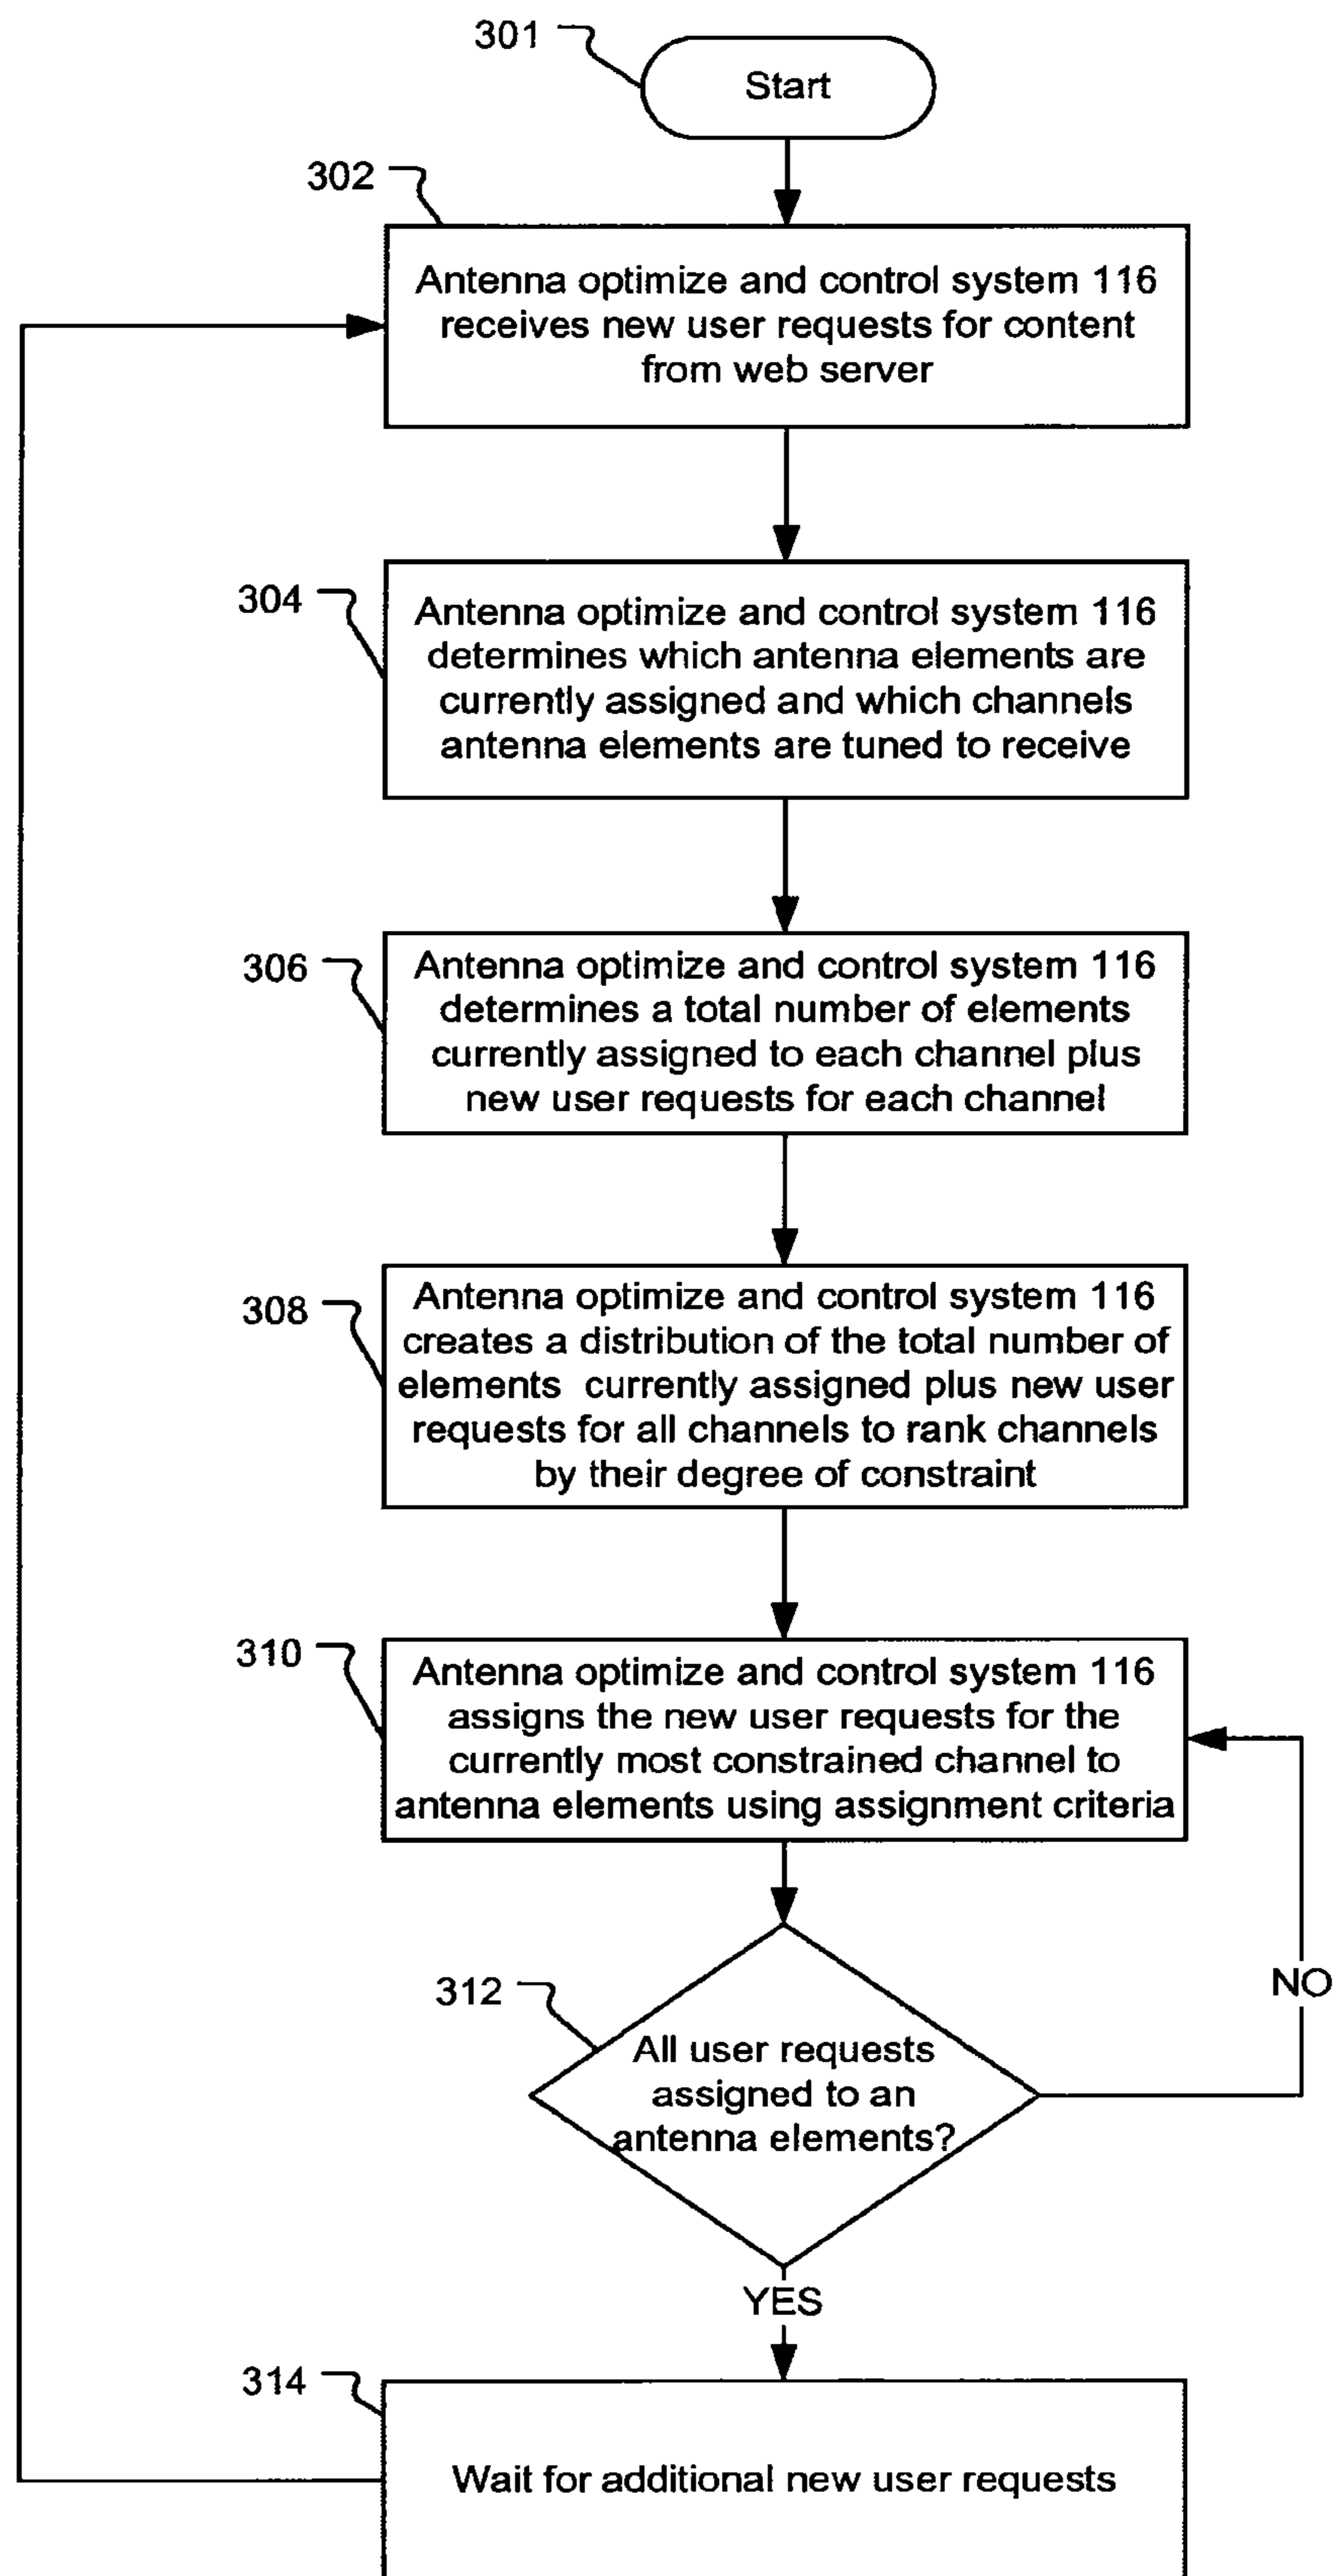 301
Start
302
Antenna optimize and control system 116
receives new user requests for content
from web server
304
Antenna optimize and control system 116
determines which antenna elements are
currently assigned and which channels
antenna elements are tuned to receive
306
Antenna optimize and control system 116
determines a total number of elements
currently assigned to each channel plus
new user requests for each channel
308
Antenna optimize and control system 116
creates a distribution of the total number of
elements currently assigned plus new user
requests for all channels to rank channels
by their degree of constraint
310
Antenna optimize and control system 116
assigns the new user requests for the
currently most constrained channel to
antenna elements using assignment criteria
312
All user requests
assigned to an
antenna elements?
NO
YES
314
Wait for additional new user requests